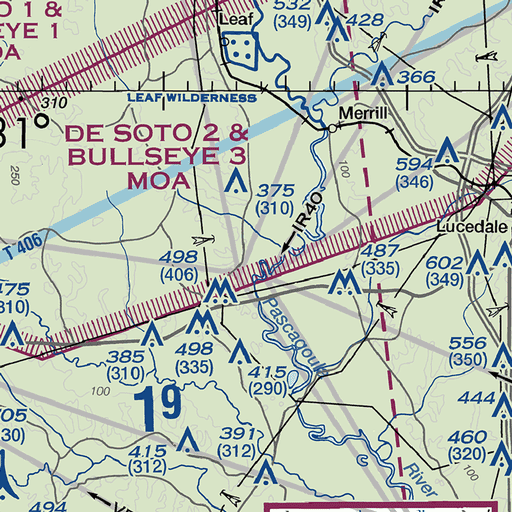 O 1 &
EYE 1
OA
Leaf
532
(349)
428
IR
366
310
LEAF WILDERNESS
31°
DE SOTO 2 &
BULLSEYE 3
MOA
Merrill
100
594
(346)
250
375
(310)
IR40
T 406
Lucedale
498
(406)
487
(335)
602
(349)
475
310)
Pascagoula
385
(310)
498
(335)
415
(290)
556
(350)
100
19
705
30)
415
(312)
391
(312)
444
460
(320)
River
494
VR